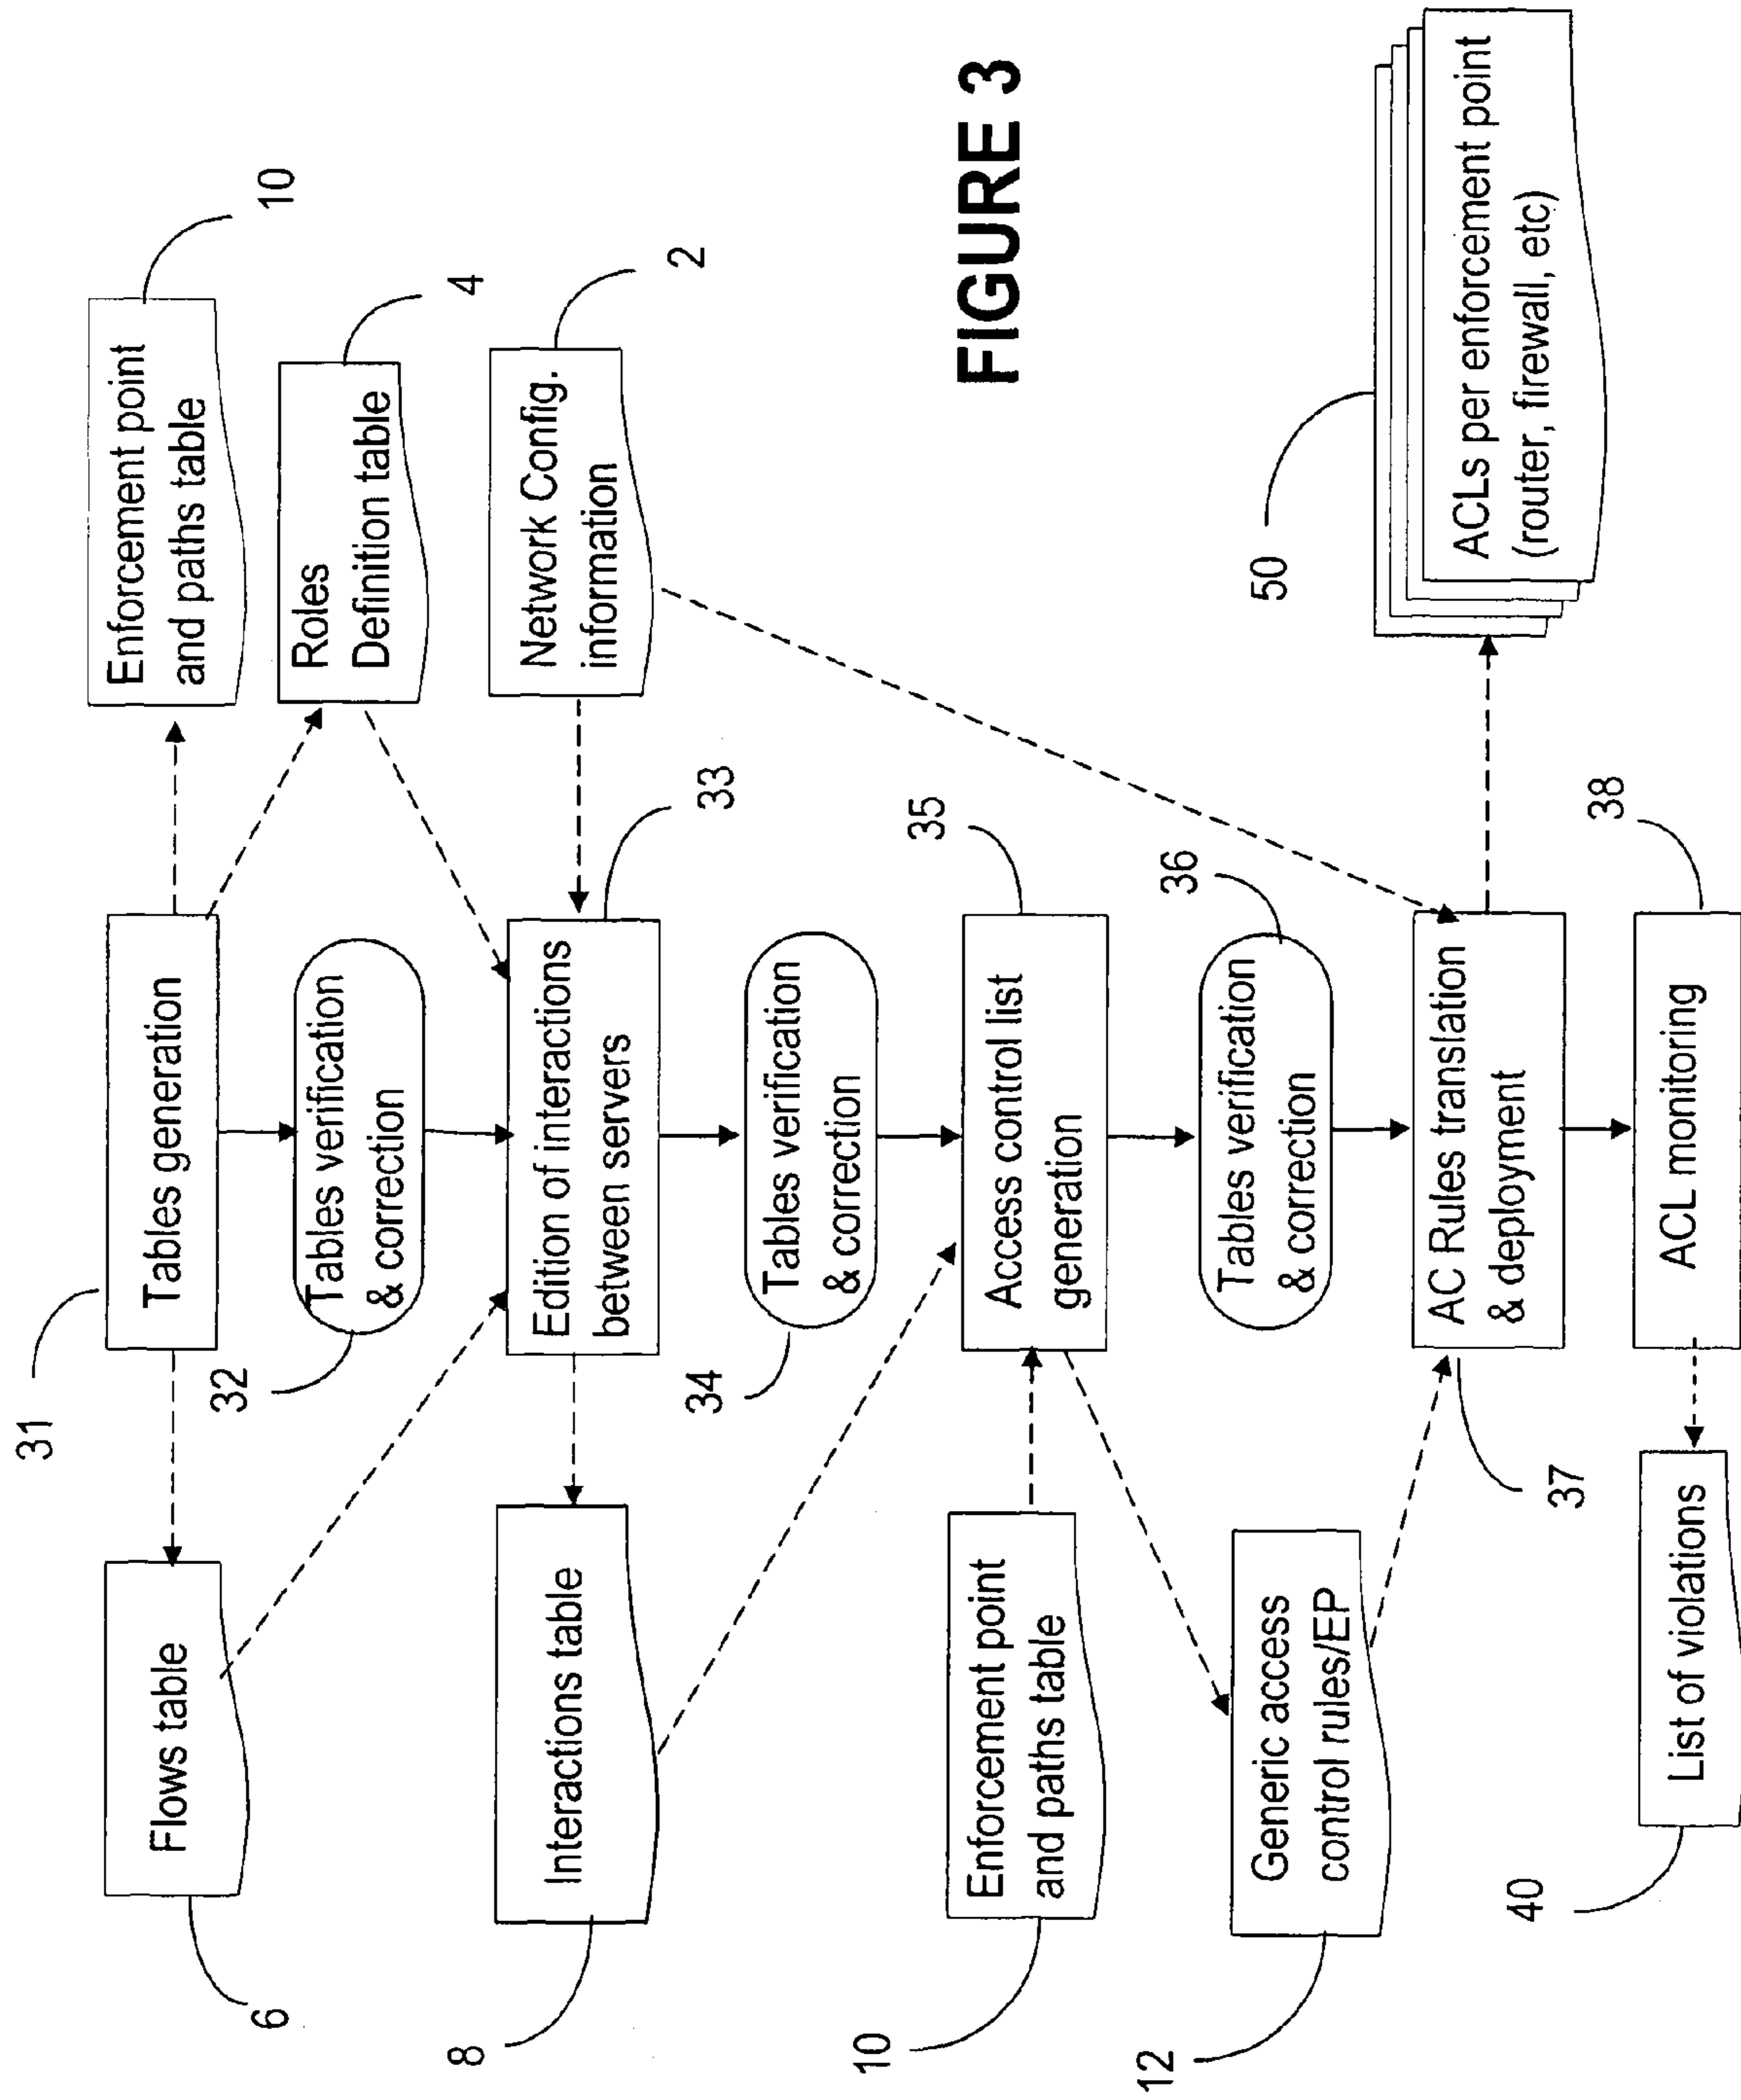 31
Tables generation
10
Enforcement point
and paths table
Flows table
6
32
Tables verification
& correction
4
Roles
Definition table
33
Edition of interactions
between servers
2
Network Config.
information
Interactions table
8
34
Tables verification
& correction
FIGURE 3
35
Access control list
generation
Enforcement point
and paths table
10
36
Tables verification
& correction
Generic access
control rules/EP
12
37
AC Rules translation
& deployment
50
ACLs per enforcement point
(router, firewall, etc)
38
ACL monitoring
List of violations
40